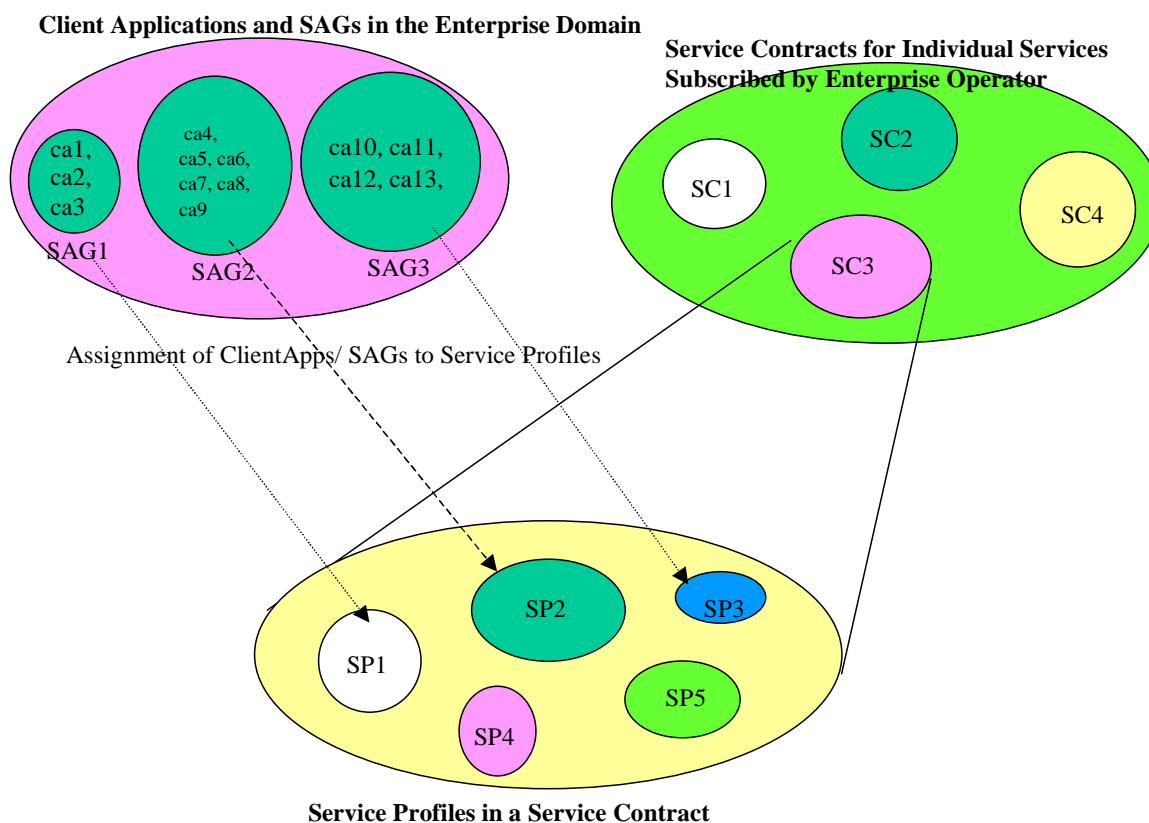 Client Applications and SAGs in the Enterprise Domain
Service Contracts for Individual Services
Subscribed by Enterprise Operator
ca1,
ca2,
ca3
SAG1
ca4,
ca5, ca6,
ca7, ca8,
ca9
SAG2
ca10, ca11,
ca12, ca13,
SAG3
SC1
SC2
SC3
SC4
Assignment of ClientApps/ SAGs to Service Profiles
SP1
SP2
SP3
SP4
SP5
Service Profiles in a Service Contract